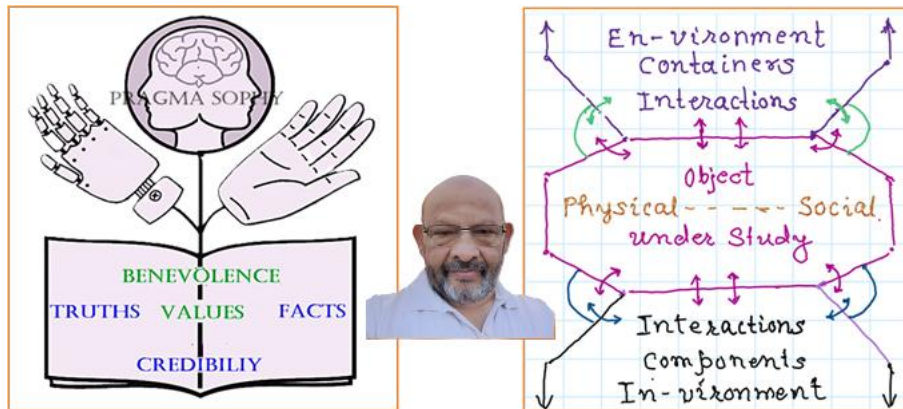 PRAGMA SOPHY
BENEVOLENCE
TRUTHS VALUES FACTS
CREDIBILIY
En-vironment
Containers
Interactions
Object
Physical ----- Social
under Study
Interactions
Components
In-vironment